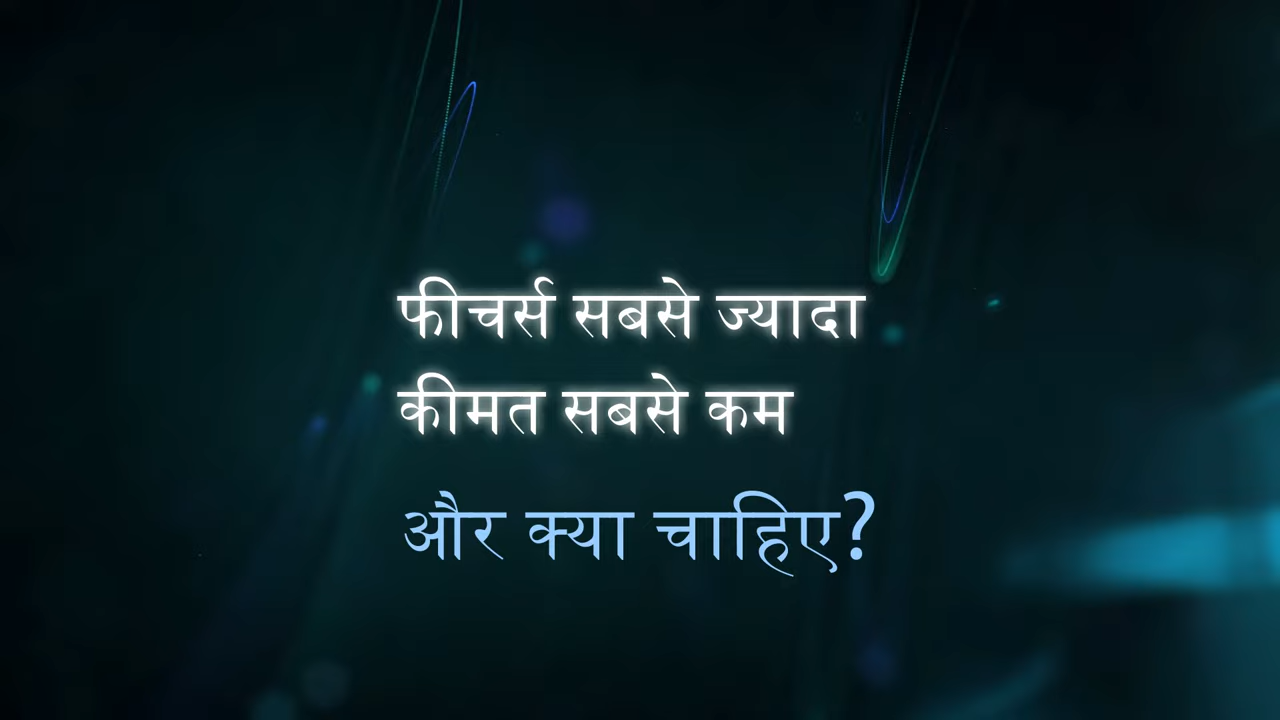 फीचर्स सबसे ज्यादा
कीमत सबसे कम
और क्या चाहिए?